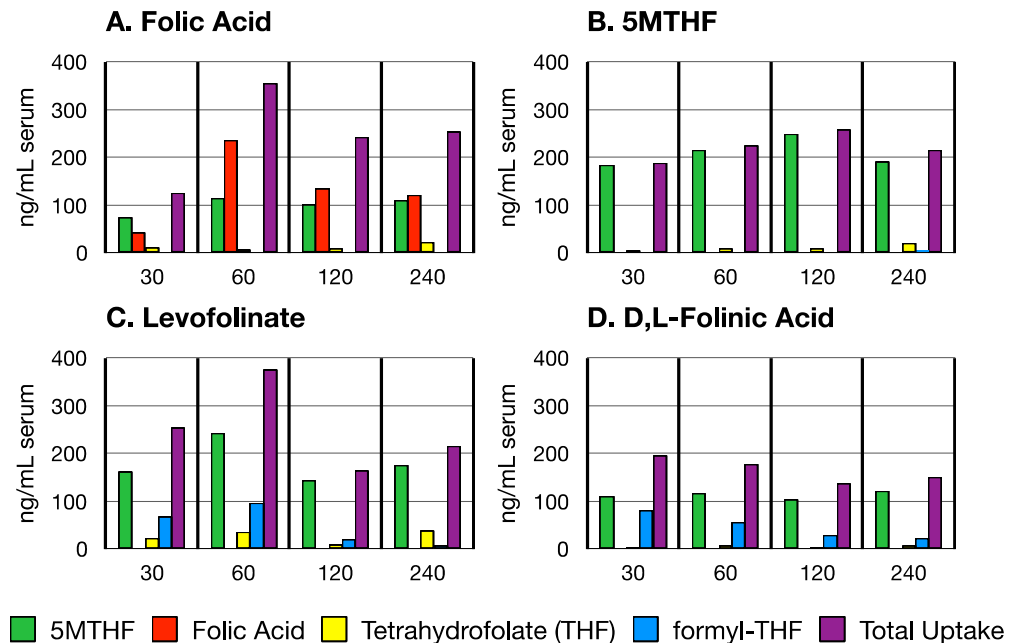 A. Folic Acid
B. 5MTHF
400
300
200
100
0
ng/mL serum
30 60 120 240
400
300
200
100
0
ng/mL serum
30 60 120 240
C. Levofolinate
D. D,L-Folinic Acid
400
300
200
100
0
ng/mL serum
30 60 120 240
400
300
200
100
0
ng/mL serum
30 60 120 240
5MTHF Folic Acid Tetrahydrofolate (THF) formyl-THF Total Uptake